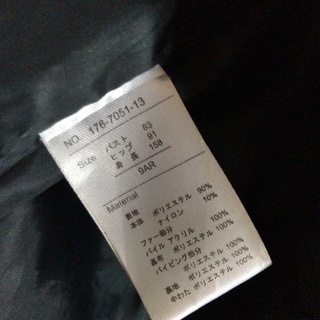 NO. 176-7051-13
Size
バスト 83
ヒップ 91
身長 158
9AR
Material
表地 ポリエステル 90%
本体 ナイロン 10%
ファー部分
パイル アクリル 100%
基布 ポリエステル 100%
パイピング部分
ポリエステル 100%
裏地 ポリエステル 100%
中わた ポリエステル 100%